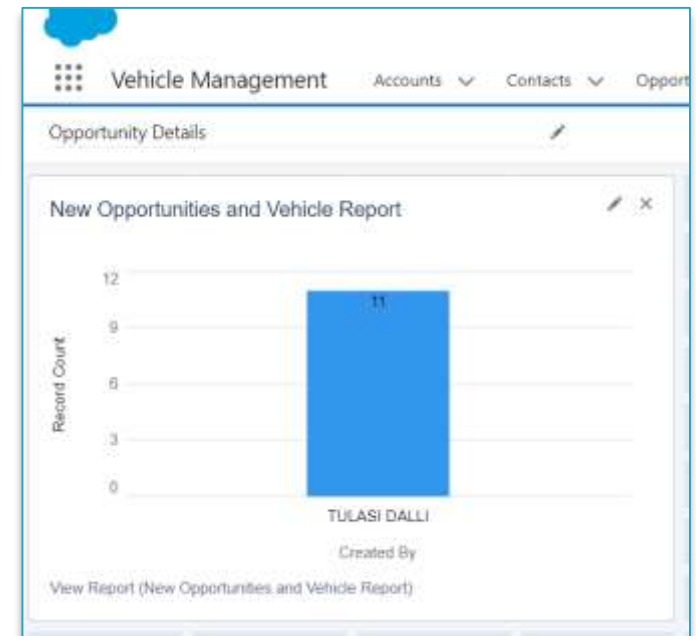 Vehicle Management Accounts Contacts Opport
Opportunity Details
New Opportunities and Vehicle Report
12
11
9
6
3
0
Record Count
TULASI DALLI
Created By
View Report (New Opportunities and Vehicle Report)